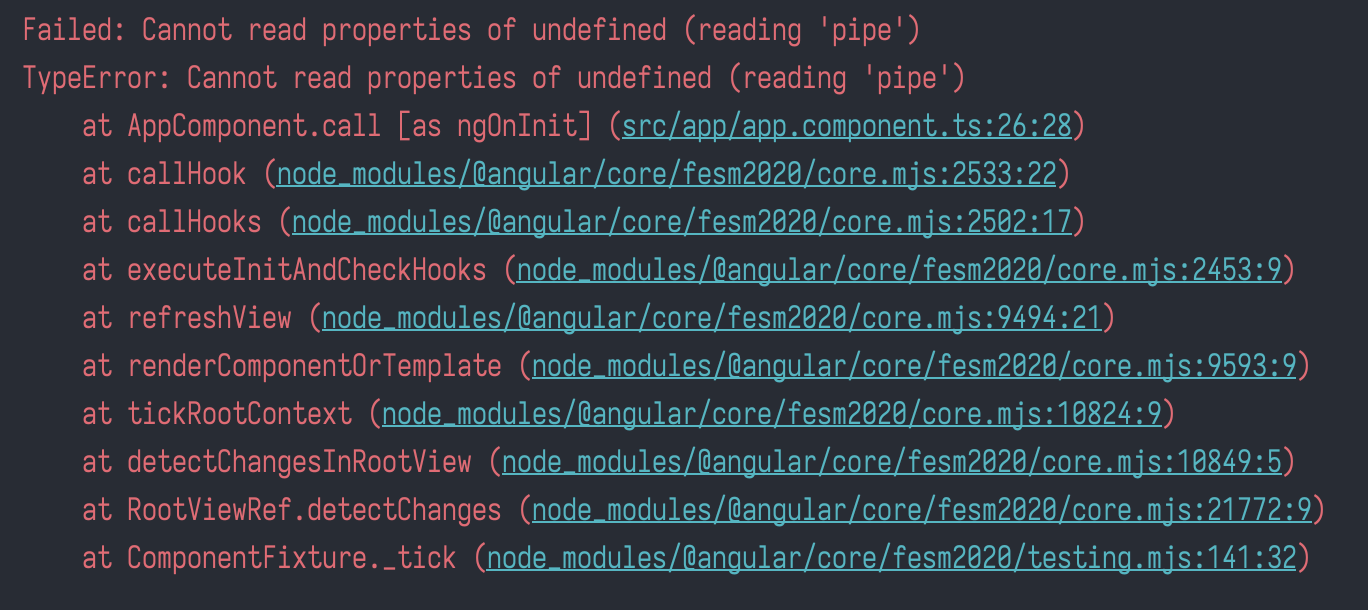 Failed: Cannot read properties of undefined (reading 'pipe')
TypeError: Cannot read properties of undefined (reading 'pipe')
at AppComponent.call [as ngOnInit] (src/app/app.component.ts:26:28)
at callHook (node_modules/@angular/core/fesm2020/core.mjs:2533:22)
at callHooks (node_modules/@angular/core/fesm2020/core.mjs:2502:17)
at executeInitAndCheckHooks (node_modules/@angular/core/fesm2020/core.mjs:2453:9)
at refreshView (node_modules/@angular/core/fesm2020/core.mjs:9494:21)
at renderComponentOrTemplate (node_modules/@angular/core/fesm2020/core.mjs:9593:9)
at tickRootContext (node_modules/@angular/core/fesm2020/core.mjs:10824:9)
at detectChangesInRootView (node_modules/@angular/core/fesm2020/core.mjs:10849:5)
at RootViewRef.detectChanges (node_modules/@angular/core/fesm2020/core.mjs:21772:9)
at ComponentFixture._tick (node_modules/@angular/core/fesm2020/testing.mjs:141:32)